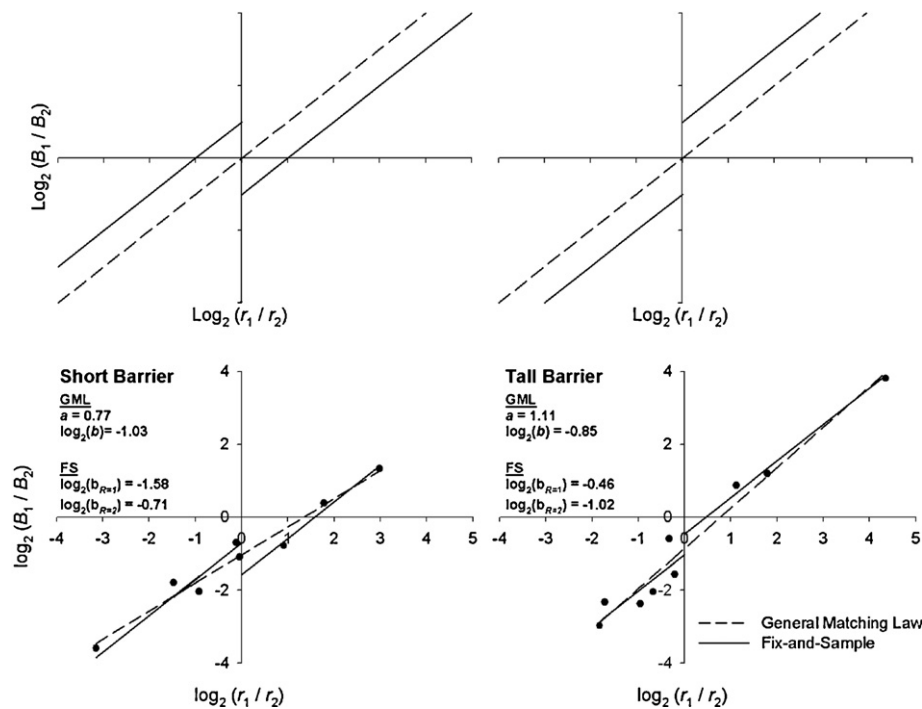 Log2 (B1 / B2)
Log2 (r1 / r2)
Log2 (r1 / r2)
Short Barrier
GML
a = 0.77
log2(b)= -1.03
FS
log2(bR=1) = -1.58
log2(bR=2) = -0.71
log2 (B1 / B2)
4
2
0
-2
-4
-4 -3 -2 -1 0 1 2 3 4 5
log2 (r1 / r2)
Tall Barrier
GML
a = 1.11
log2(b) = -0.85
FS
log2(bR=1) = -0.46
log2(bR=2) = -1.02
4
2
0
-2
-4
-4 -3 -2 -1 0 1 2 3 4 5
General Matching Law
Fix-and-Sample
log2 (r1 / r2)